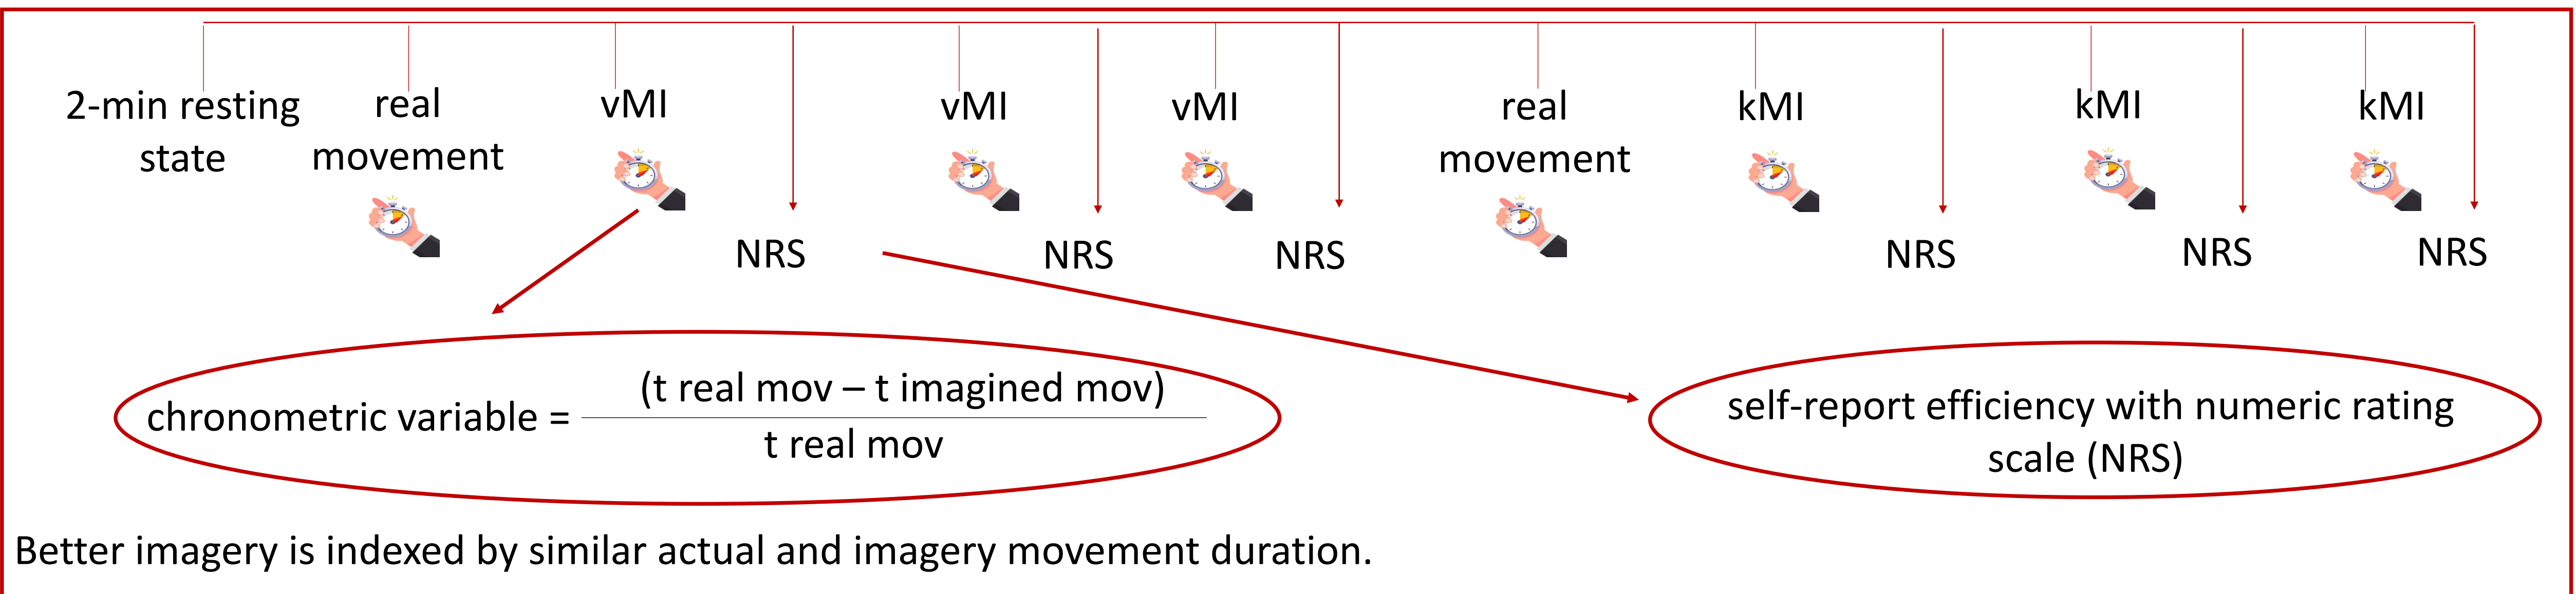 2-min resting
state
real
movement
vMI
NRS
vMI
NRS
vMI
NRS
real
movement
kMI
NRS
kMI
NRS
kMI
NRS
chronometric variable =
(t real mov – t imagined mov)
t real mov
self-report efficiency with numeric rating
scale (NRS)
Better imagery is indexed by similar actual and imagery movement duration.